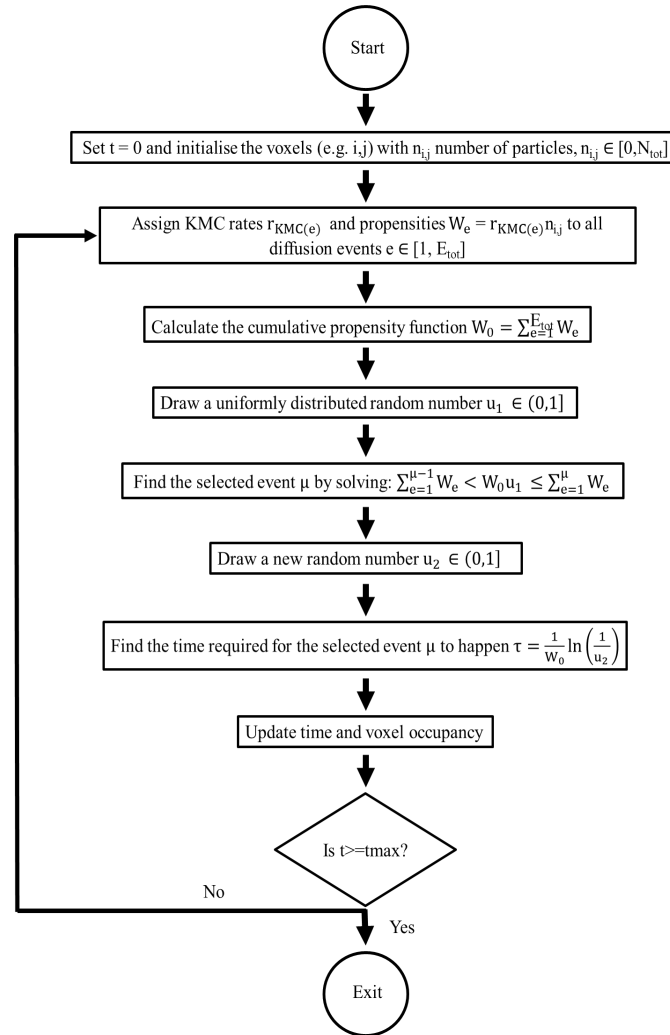 Start
Set t = 0 and initialise the voxels (e.g. i,j) with n_{i,j} number of particles, n_{i,j} ∈ [0,N_{tot}]
Assign KMC rates r_{KMC(e)} and propensities W_e = r_{KMC(e)}n_{i,j} to all
diffusion events e ∈ [1, E_{tot}]
Calculate the cumulative propensity function W_0 = ∑_{e=1}^{E_{tot}} W_e
Draw a uniformly distributed random number u_1 ∈ (0,1]
Find the selected event μ by solving: ∑_{e=1}^{μ−1} W_e < W_0u_1 ≤ ∑_{e=1}^{μ} W_e
Draw a new random number u_2 ∈ (0,1]
Find the time required for the selected event μ to happen τ = \frac{1}{W_0} ln(\frac{1}{u_2})
Update time and voxel occupancy
Is t>=tmax?
No
Yes
Exit